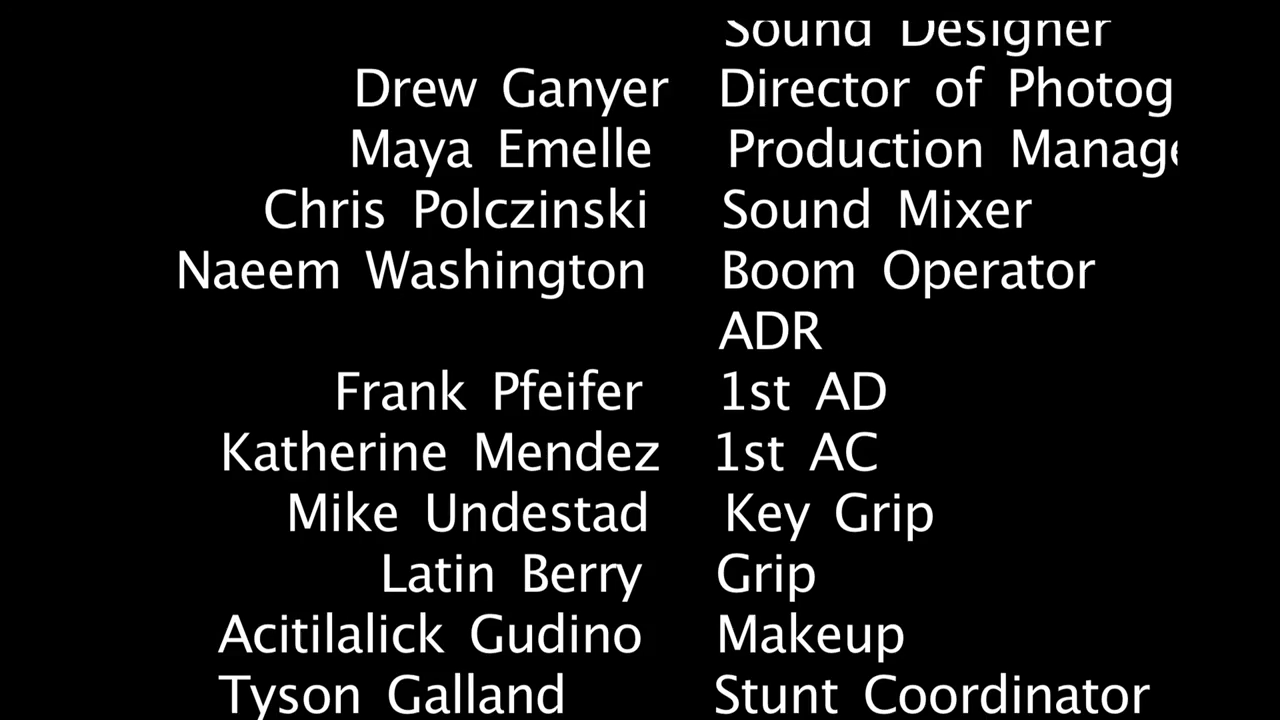 Sound Designer
Drew Ganyer Director of Photog
Maya Emelle Production Manage
Chris Polczinski Sound Mixer
Naeem Washington Boom Operator
ADR
Frank Pfeifer 1st AD
Katherine Mendez 1st AC
Mike Undestad Key Grip
Latin Berry Grip
Acitilalick Gudino Makeup
Tyson Galland Stunt Coordinator